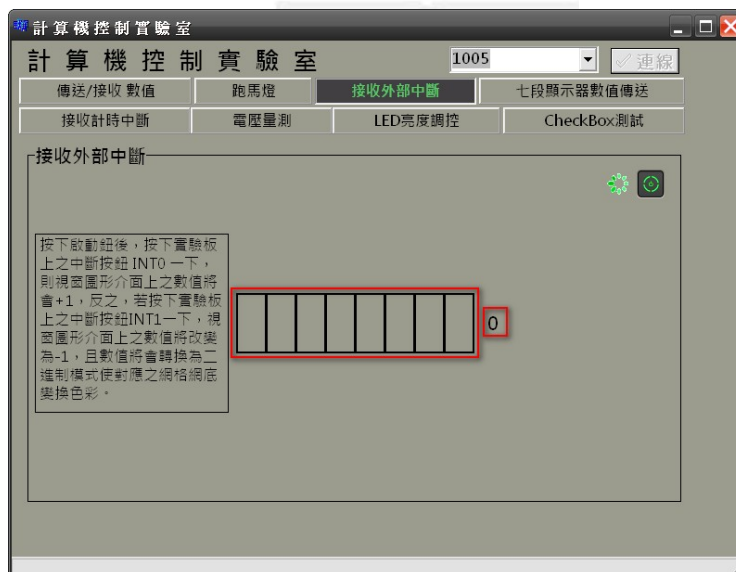 計算機控制實驗室
計算機控制實驗室
1005
連線
傳送/接收 數值
跑馬燈
接收外部中斷
七段顯示器數值傳送
接收計時中斷
電壓量測
LED亮度調控
CheckBox測試
接收外部中斷
按下啟動鈕後，按下實驗板
上之中斷按鈕 INT0 一下，
則視窗圖形介面上之數值將
會+1，反之，若按下實驗板
上之中斷按鈕INT1一下，視
窗圖形介面上之數值將改變
為-1，且數值將會轉換為二
進制模式使對應之網格網底
變換色彩。
0